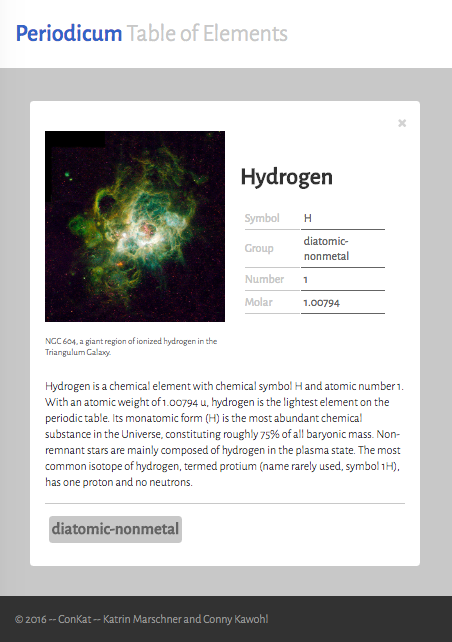 Periodicum Table of Elements
×
Hydrogen
Symbol H
Group diatomic-
nonmetal
Number 1
Molar 1.00794
NGC 604, a giant region of ionized hydrogen in the
Triangulum Galaxy.
Hydrogen is a chemical element with chemical symbol H and atomic number 1.
With an atomic weight of 1.00794 u, hydrogen is the lightest element on the
periodic table. Its monatomic form (H) is the most abundant chemical
substance in the Universe, constituting roughly 75% of all baryonic mass. Non-
remnant stars are mainly composed of hydrogen in the plasma state. The most
common isotope of hydrogen, termed protium (name rarely used, symbol 1H),
has one proton and no neutrons.
diatomic-nonmetal
© 2016 -- ConKat -- Katrin Marschner and Conny Kawohl